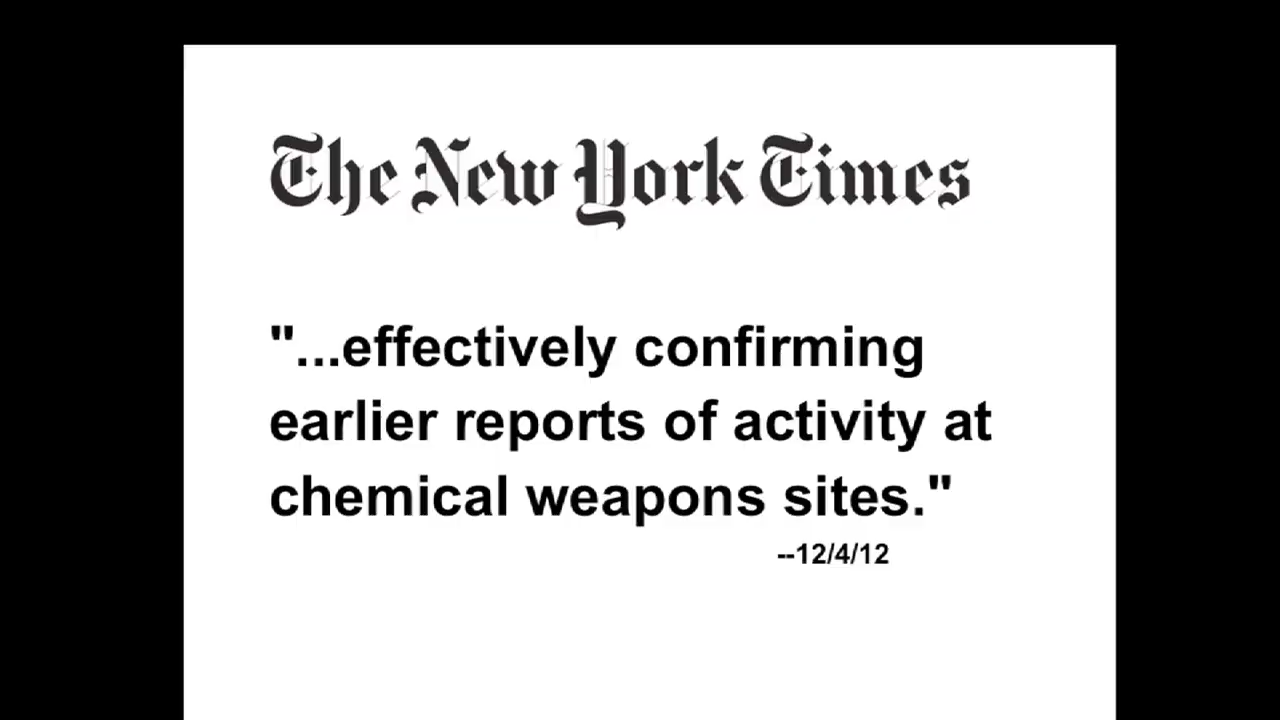 The New York Times
"...effectively confirming
earlier reports of activity at
chemical weapons sites."
--12/4/12